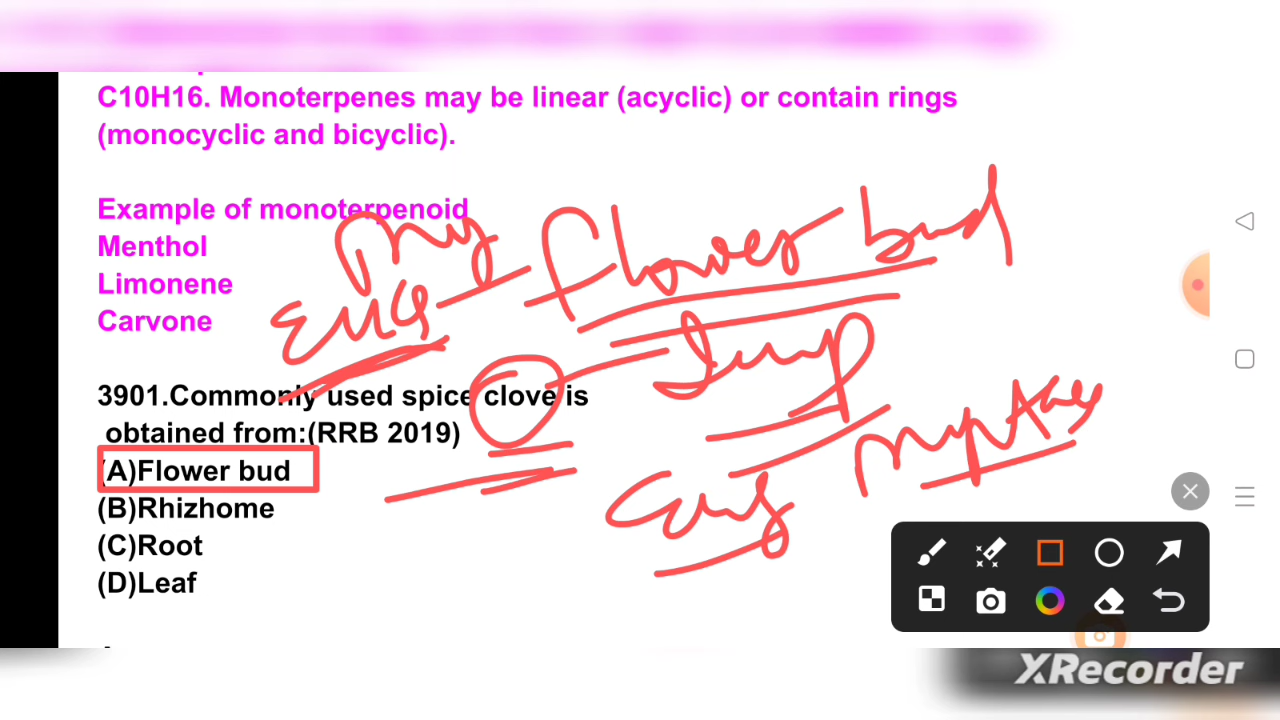 C10H16. Monoterpenes may be linear (acyclic) or contain rings
(monocyclic and bicyclic).
Example of monoterpenoid
Menthol
Limonene
Carvone
flower bud
3901.Commonly used spice clove is
obtained from:(RRB 2019)
(A)Flower bud
(B)Rhizhome
(C)Root
(D)Leaf
XRecorder